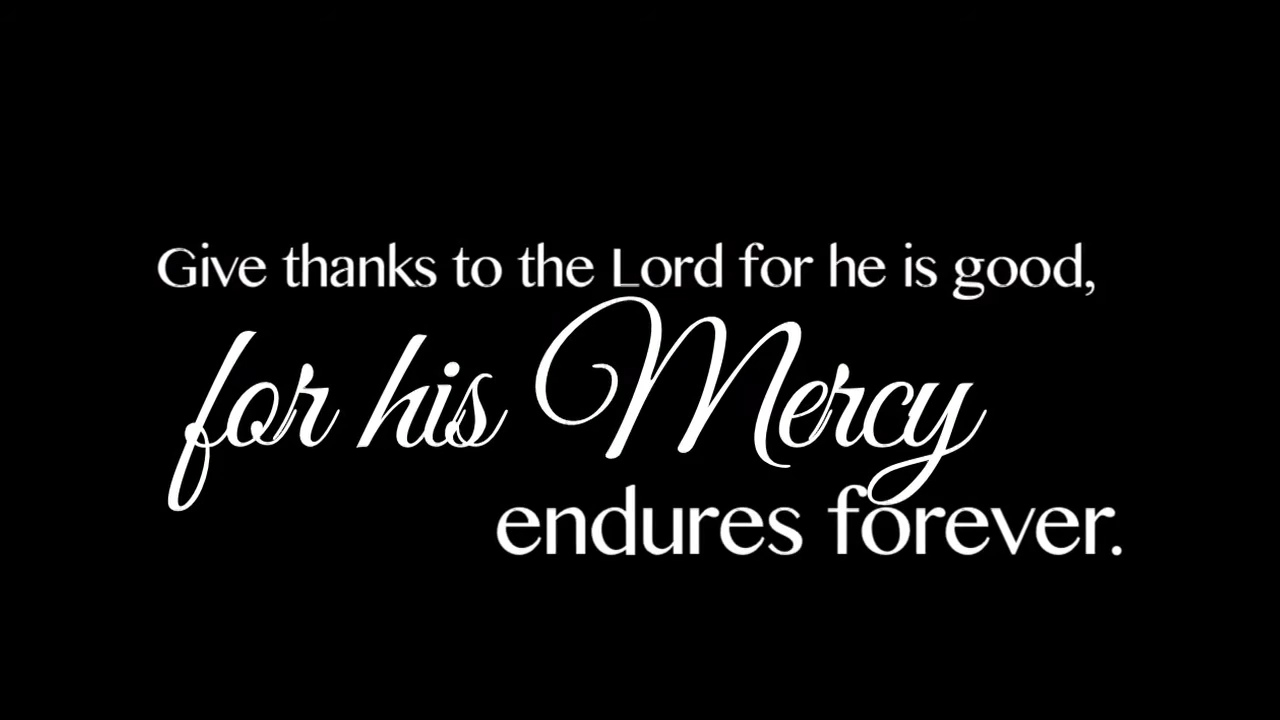 Give thanks to the Lord for he is good,
for his Mercy
endures forever.